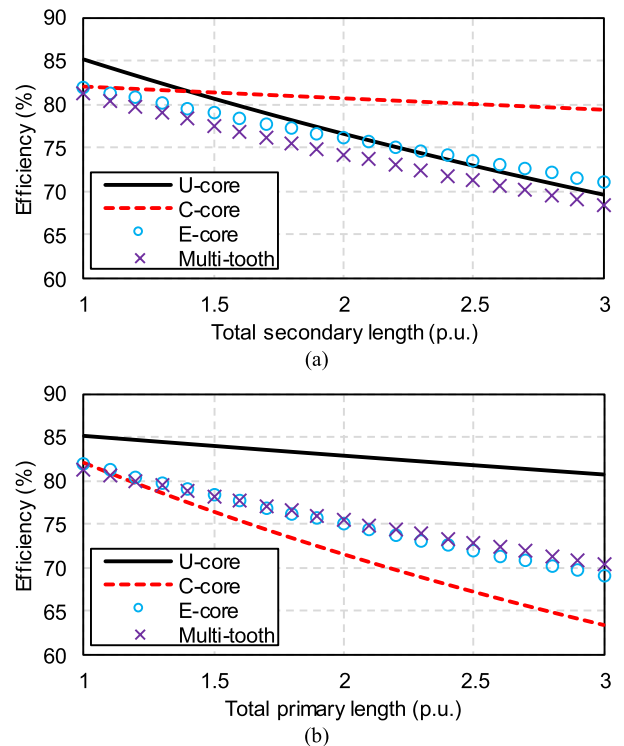 90
85
80
75
70
65
60
Efficiency (%)
U-core
C-core
E-core
Multi-tooth
1
1.5
2
2.5
3
Total secondary length (p.u.)
(a)
90
85
80
75
70
65
60
Efficiency (%)
U-core
C-core
E-core
Multi-tooth
1
1.5
2
2.5
3
Total primary length (p.u.)
(b)